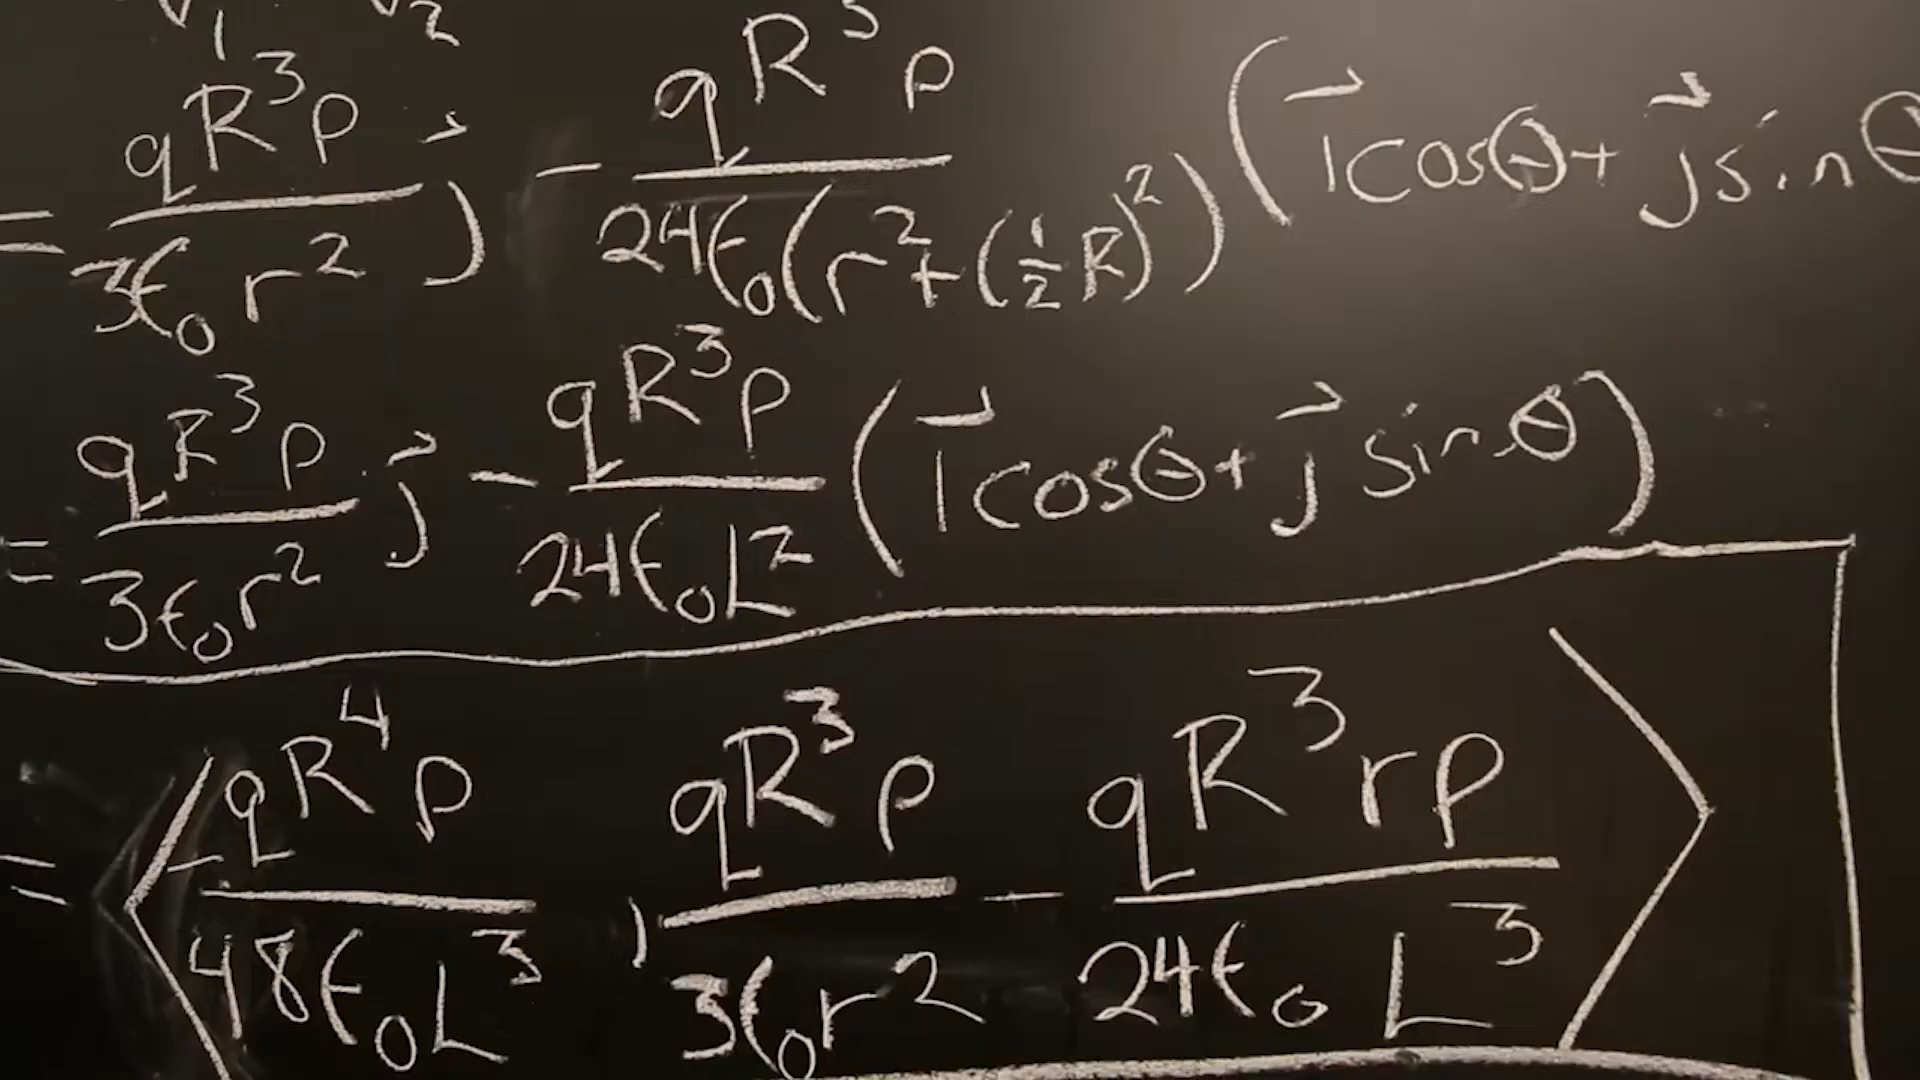 = qR³ρ / 3ϵ₀r² j⃗ − qR³ρ / 24ϵ₀(r²+(½R)²) (i⃗ cosθ + j⃗ sinθ
= qR³ρ / 3ϵ₀r² j⃗ − qR³ρ / 24ϵ₀L² (i⃗ cosθ + j⃗ sinθ)
= ⟨ −qR⁴ρ / 48ϵ₀L³ , qR³ρ / 3ϵ₀r² − qR³rρ / 24ϵ₀L³ ⟩